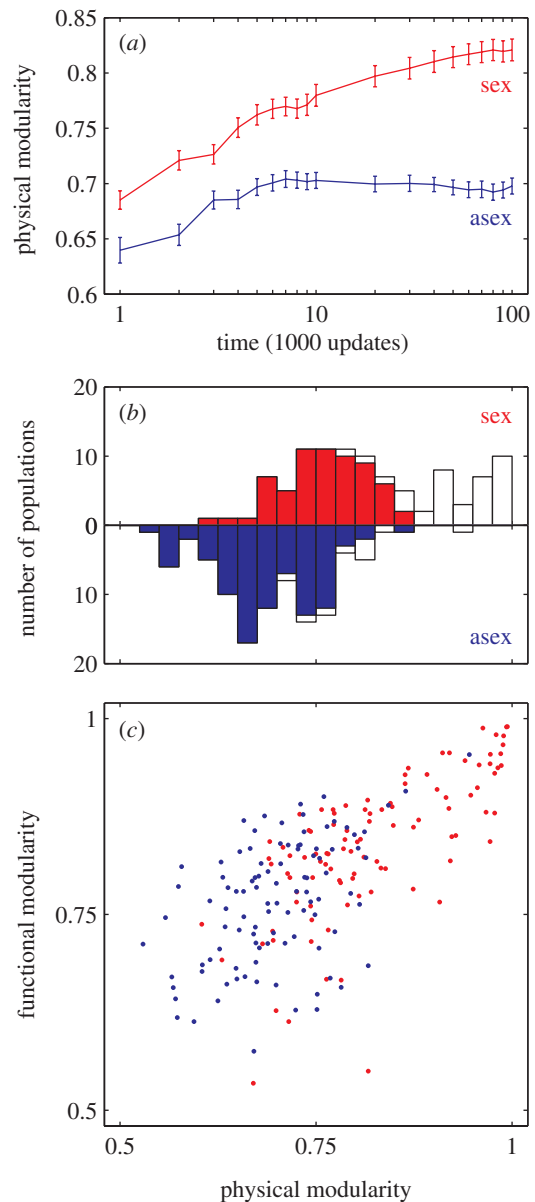 0.85
(a)
0.80
sex
0.75
physical modularity
0.7
asex
0.65
0.6
1
10
100
time (1000 updates)
20
(b)
sex
10
number of populations
0
10
asex
20
1
(c)
functional modularity
0.75
0.5
0.5
0.75
1
physical modularity